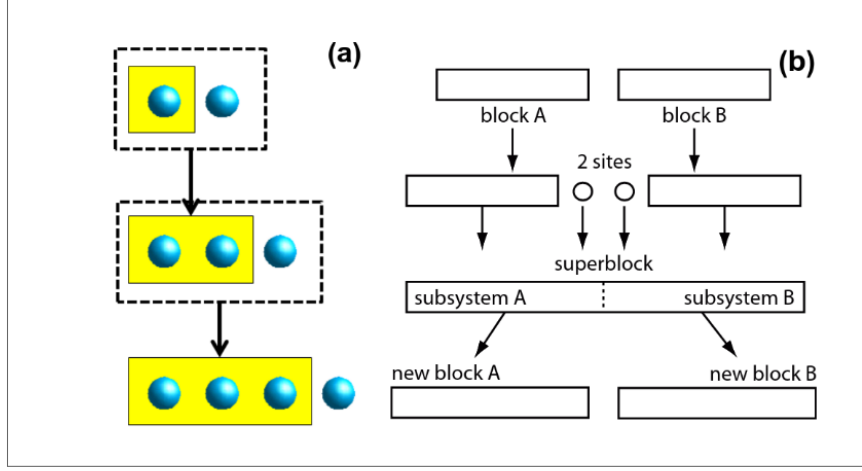 (a)
(b)
block A
block B
2 sites
superblock
subsystem A
subsystem B
new block A
new block B